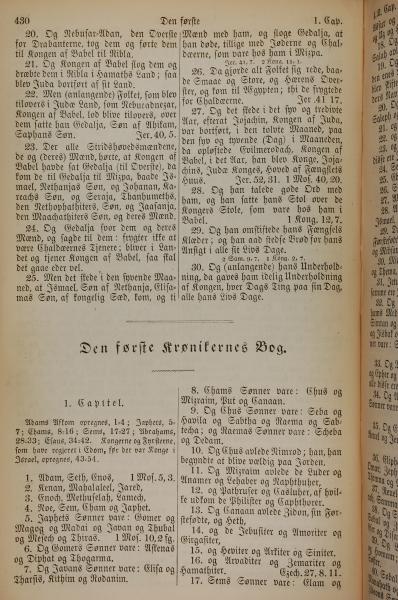 430
Den første
1. Cap.
20. Og Nebusar-Adan, den Øverste
for Drabanterne, tog dem og førte dem
til Kongen af Babel til Ribla.
21. Og Kongen af Babel slog dem og
dræbte dem i Ribla i Hamaths Land; saa
blev Juda bortført af sit Land.
22. Men (anlangende) Folket, som blev
tilovers i Juda Land, som Nebucadnezar,
Kongen af Babel, lod blive tilovers, over
dem satte han Gedalja, Søn af Ahikam,
Saphans Søn. Jer. 40, 5.
23. Der alle Stridshøvedsmændene,
de og (deres) Mænd, hørte, at Kongen af
Babel havde sat Gedalja til Øverste, da
kom de til Gedalja til Mizpa, baade Is-
mael, Nethanjas Søn, og Johanan, Ka-
reachs Søn, og Seraja, Thanhumeths,
den Netophathiters, Søn, og Jaasanja,
den Maachathiters Søn, og deres Mænd.
24. Og Gedalja svor dem og deres
Mænd, og sagde til dem: frygter ikke at
være Chaldæernes Tjenere; bliver i Lan-
det og tjener Kongen af Babel, saa skal
det gaae eder vel.
25. Men det skede i den syvende Maa-
ned, at Ismael, Søn af Nethanja, Elisa-
mas Søn, af kongelig Sæd, kom, og ti
Mænd med ham, og sloge Gedalja, at
han døde, tillige med Jøderne og Chal-
dæerne, som vare hos ham i Mizpa.
Jer. 41, 7.
26. Da gjorde alt Folket sig rede, baa-
de Smaae og Store, og Hærens Øver-
ster, og kom til Egypten; thi de frygtede
for Chaldæerne. Jer 41 17.
27. Og det skede i det syv og tredivte
Aar, efterat Jojachin, Kongen af Juda,
var bortført, i den tolvte Maaned, paa
den syv og tyvende (Dag) i Maaneden,
da opløftede Evilmerodach, Kongen af
Babel, i det Aar, han blev Konge, Joja-
chins, Juda Konges, Hoved af Fængslets
Huus. Jer. 52, 31. 1 Mos. 40, 20.
28. Og han talede gode Ord med
ham, og han satte hans Stol over de
Kongers Stole, som vare hos ham i
Babel. 1 Kong. 12, 7.
29. Og han omskiftede hans Fængsels
Klæder; og han aad stedse Brød for hans
Ansigt i alle sit Livs Dage.
2 Sam. 9, 7. 1 Kong. 2, 7.
30. Og (anlangende) hans Underhold-
ning, da gaves ham idelig Underholdning
af Kongen, hver Dags Ting paa sin Dag,
alle hans Livs Dage.
Den første Krønikernes Bog.
1. Capitel.
Adams Afkom opregnes, 1:4; Japhets, 5-
7; Chams, 8-16; Sems, 17-27; Abrahams,
28-33; Esaus, 34-42. Kongerne og Fyrsterne,
som have regjeret i Edom, før der var Konge i
Israel, opregnes, 43-54.
1. Adam, Seth, Enos, 1 Mos. 5, 3.
2. Kenan, Mahalaleel, Jared,
3. Enoch, Methuselah, Lamech,
4. Noe, Sem, Cham og Japhet.
5. Japhets Sønner vare: Gomer og
Magog og Madai og Javan og Thubal
og Mesech og Thiras. 1 Mos. 10, 2 fg.
6. Og Gomers Sønner vare: Askenas
og Diphat og Thogarma.
7. Og Javans Sønner vare: Elisa og
Tharsis, Kithim og Rodanim.
8. Chams Sønner vare: Chus og
Mizraim, Put og Canaan.
9. Og Chus Sønner vare: Seba og
Havila og Sabtha og Raema og Sab-
techa; og Raemas Sønner vare: Scheba
og Dedam.
10. Og Chus avlede Nimrod; han, han
begyndte at blive vældig paa Jorden.
11. Og Mizraim avlede de Luder og
Anamer og Lehaber og Naphthuher,
12. og Pathruser og Casluher, af hvil-
ke udkom de Philister og Caphthorer.
13. Og Canaan avlede Zidon, sin Før-
stefødte, og Heth,
14. og de Jebusiter og Amoriter og
Girgasiter,
15. og Heviter og Arkiter og Siniter.
16. og Arvaditer og Zemariter og
Hamathiter. Ezech. 27, 8. 11.
17. Sems Sønner vare: Elam og